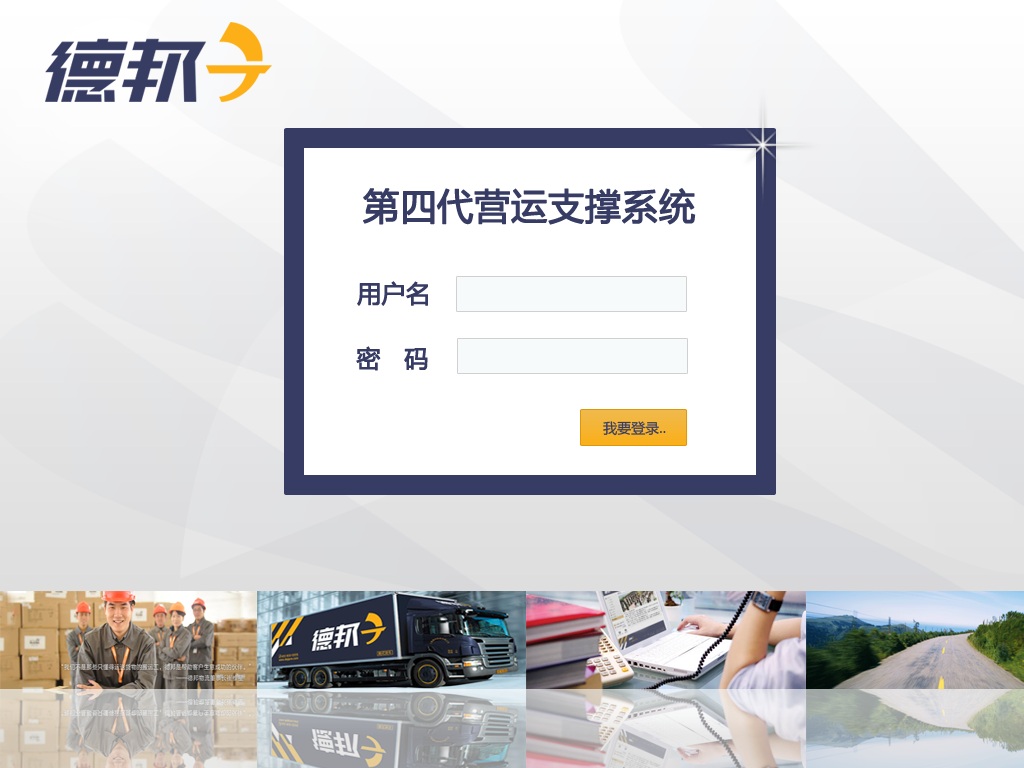 德邦
第四代营运支撑系统
用户名
密 码
我要登录..
德邦